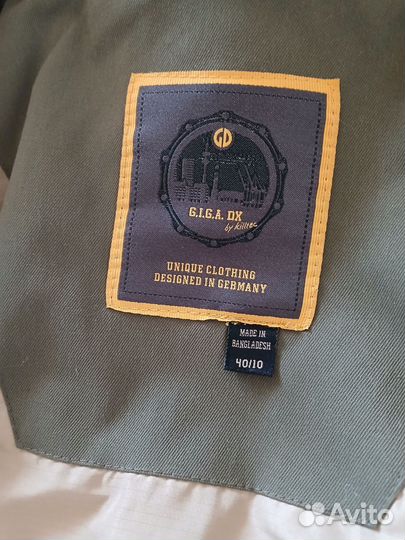 GD
G.I.G.A. DX
by killtec
UNIQUE CLOTHING
DESIGNED IN GERMANY
MADE IN
BANGLADESH
40/10
Avito